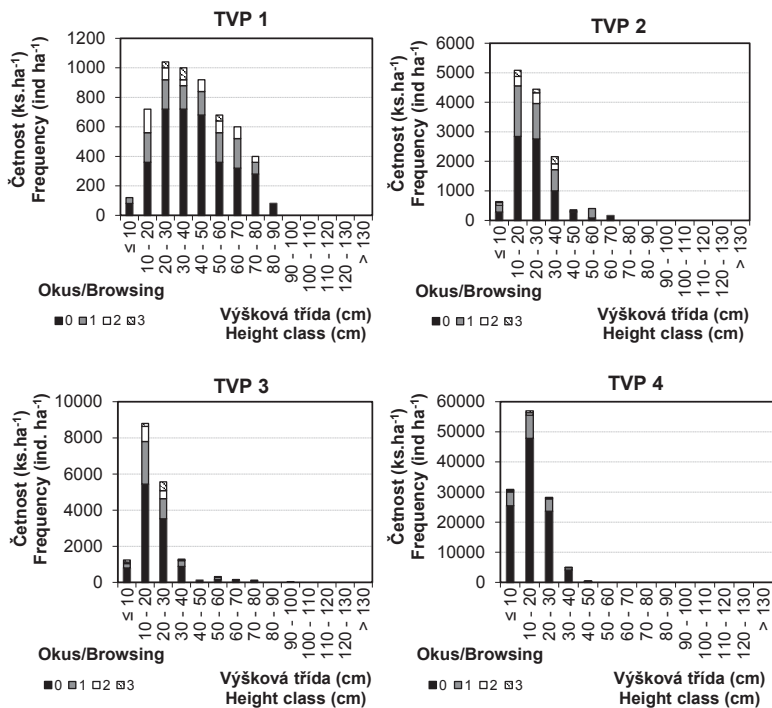 TVP 1
Četnost (ks.ha⁻¹)
Frequency (ind ha⁻¹)
1200
1000
800
600
400
200
0
≤ 10
10 - 20
20 - 30
30 - 40
40 - 50
50 - 60
60 - 70
70 - 80
80 - 90
90 - 100
100 - 110
110 - 120
120 - 130
> 130
Okus/Browsing
0 1 2 3
Výšková třída (cm)
Height class (cm)
TVP 2
Četnost (ks.ha⁻¹)
Frequency (ind ha⁻¹)
6000
5000
4000
3000
2000
1000
0
≤ 10
10 - 20
20 - 30
30 - 40
40 - 50
50 - 60
60 - 70
70 - 80
80 - 90
90 - 100
100 - 110
110 - 120
120 - 130
> 130
Okus/Browsing
0 1 2 3
Výšková třída (cm)
Height class (cm)
TVP 3
Četnost (ks.ha⁻¹)
Frequency (ind. ha⁻¹)
10000
8000
6000
4000
2000
0
≤ 10
10 - 20
20 - 30
30 - 40
40 - 50
50 - 60
60 - 70
70 - 80
80 - 90
90 - 100
100 - 110
110 - 120
120 - 130
> 130
Okus/Browsing
0 1 2 3
Výšková třída (cm)
Height class (cm)
TVP 4
Četnost (ks.ha⁻¹)
Frequency (ind ha⁻¹)
60000
50000
40000
30000
20000
10000
0
≤ 10
10 - 20
20 - 30
30 - 40
40 - 50
50 - 60
60 - 70
70 - 80
80 - 90
90 - 100
100 - 110
110 - 120
120 - 130
> 130
Okus/Browsing
0 1 2 3
Výšková třída (cm)
Height class (cm)